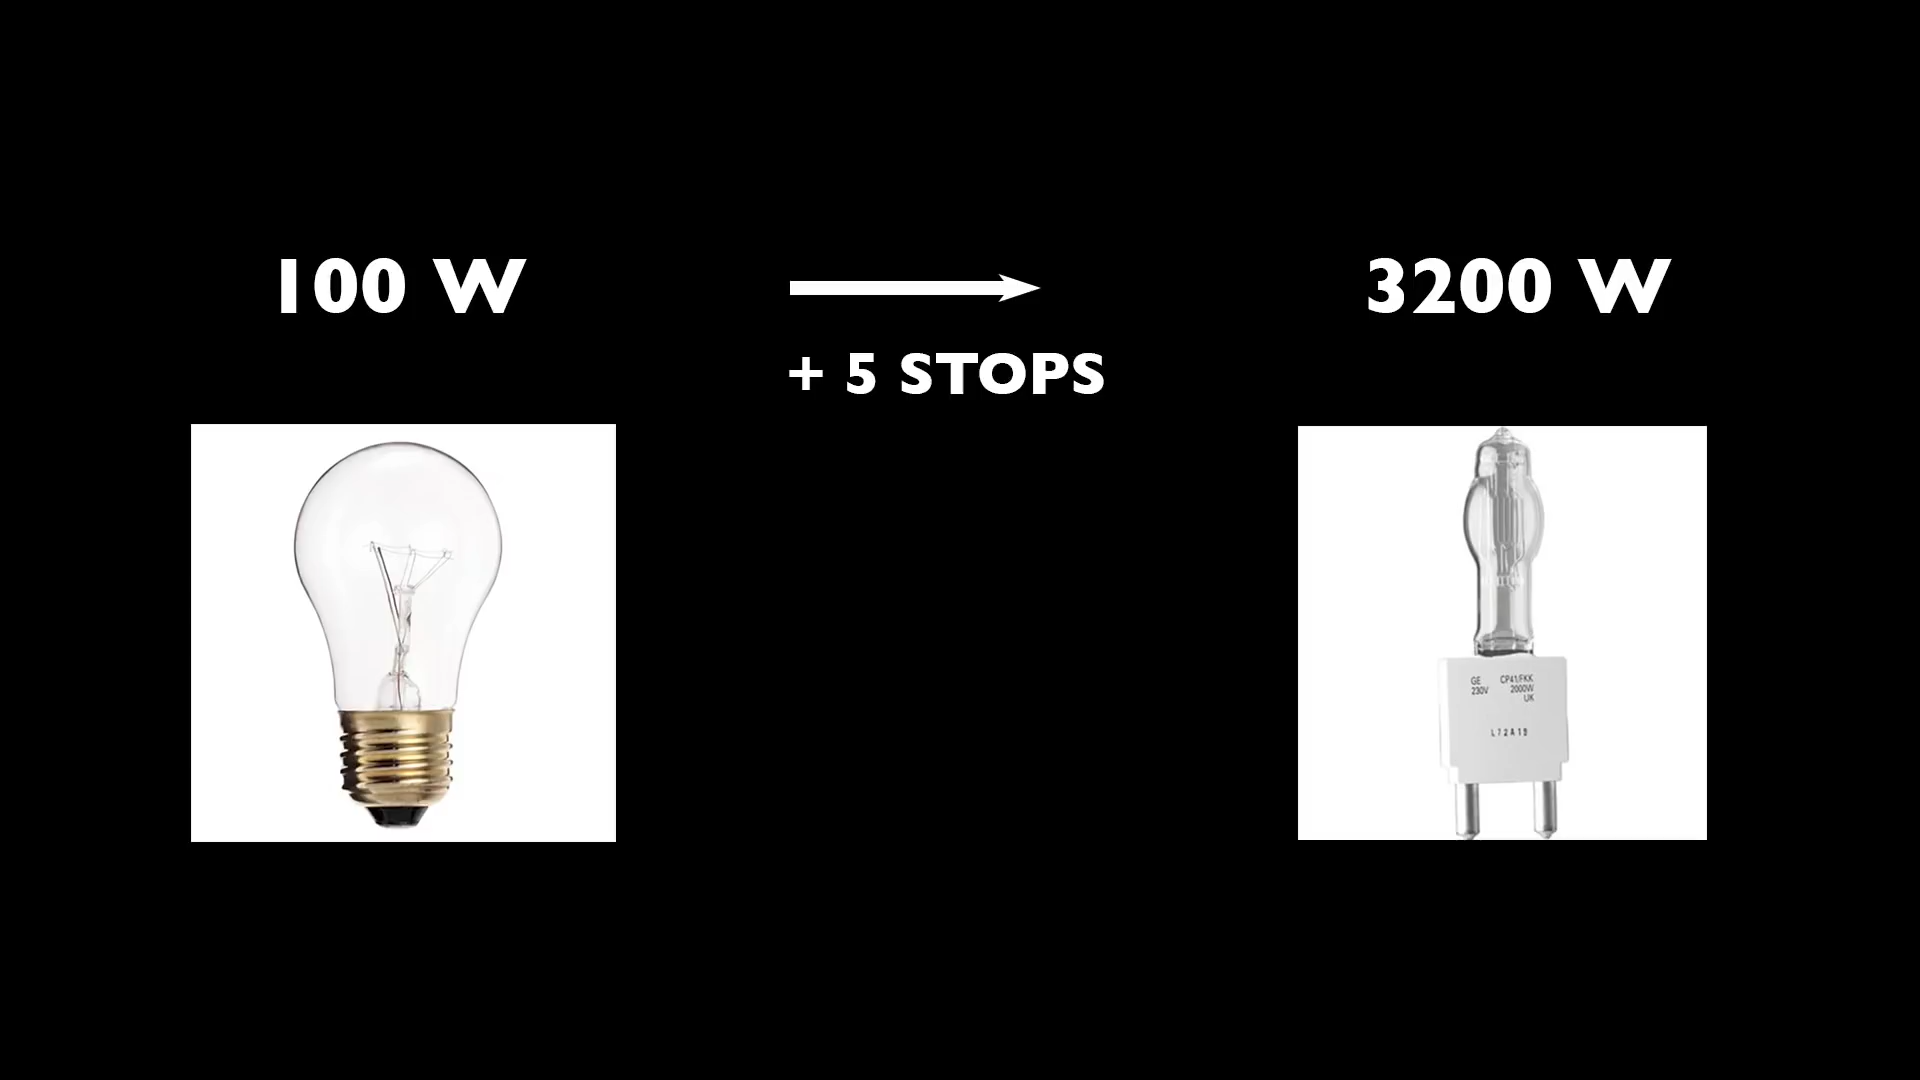 100 W
3200 W
+ 5 STOPS
GE CP41/FKK
230V 2000W
UK
L72A19